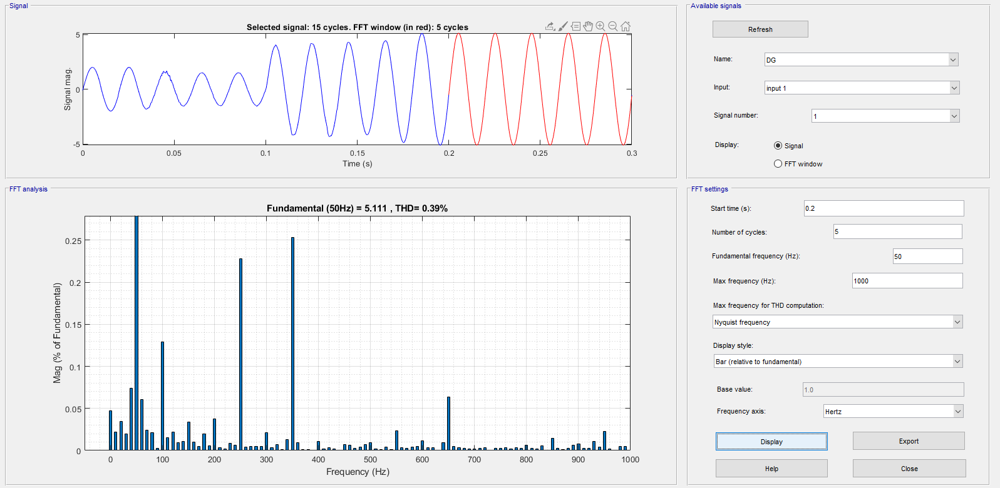 Signal
Selected signal: 15 cycles. FFT window (in red): 5 cycles
5
0
-5
Signal mag.
0
0.05
0.1
0.15
0.2
0.25
0.3
Time (s)
Available signals
Refresh
Name:
DG
Input:
input 1
Signal number:
1
Display:
Signal
FFT window
FFT analysis
Fundamental (50Hz) = 5.111 , THD= 0.39%
0.25
0.2
0.15
0.1
0.05
0
Mag (% of Fundamental)
0
100
200
300
400
500
600
700
800
900
1000
Frequency (Hz)
FFT settings
Start time (s):
0.2
Number of cycles:
5
Fundamental frequency (Hz):
50
Max frequency (Hz):
1000
Max frequency for THD computation:
Nyquist frequency
Display style:
Bar (relative to fundamental)
Base value:
1.0
Frequency axis:
Hertz
Display
Export
Help
Close